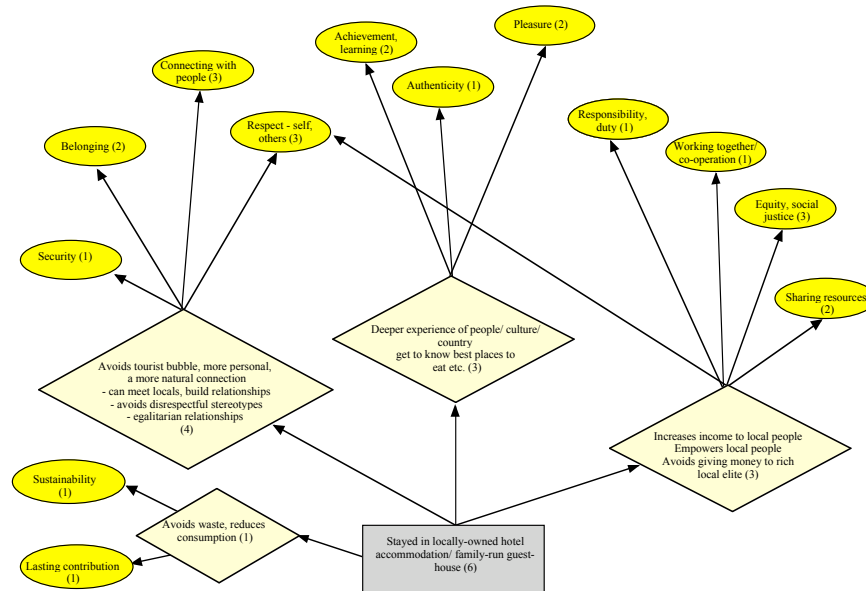 Pleasure (2)
Achievement,
learning (2)
Connecting with
people (3)
Authenticity (1)
Respect - self,
others (3)
Responsibility,
duty (1)
Belonging (2)
Working together/
co-operation (1)
Equity, social
justice (3)
Security (1)
Sharing resources
(2)
Deeper experience of people/ culture/
country
get to know best places to
eat etc. (3)
Avoids tourist bubble, more personal,
a more natural connection
- can meet locals, build relationships
- avoids disrespectful stereotypes
- egalitarian relationships
(4)
Increases income to local people
Empowers local people
Avoids giving money to rich
local elite (3)
Sustainability
(1)
Avoids waste, reduces
consumption (1)
Stayed in locally-owned hotel
accommodation/ family-run guest-
house (6)
Lasting contribution
(1)